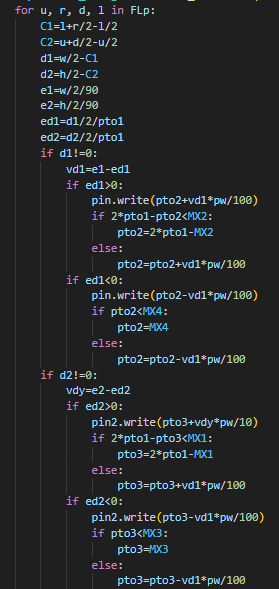 for u, r, d, l in FLp:
C1=l+r/2-l/2
C2=u+d/2-u/2
d1=w/2-C1
d2=h/2-C2
e1=w/2/90
e2=h/2/90
ed1=d1/2/pto1
ed2=d2/2/pto1
if d1!=0:
vd1=e1-ed1
if ed1>0:
pin.write(pto2+vd1*pw/100)
if 2*pto1-pto2<MX2:
pto2=2*pto1-MX2
else:
pto2=pto2+vd1*pw/100
if ed1<0:
pin.write(pto2-vd1*pw/100)
if pto2<MX4:
pto2=MX4
else:
pto2=pto2-vd1*pw/100
if d2!=0:
vdy=e2-ed2
if ed2>0:
pin2.write(pto3+vdy*pw/10)
if 2*pto1-pto3<MX1:
pto3=2*pto1-MX1
else:
pto3=pto3+vd1*pw/100
if ed2<0:
pin2.write(pto3-vd1*pw/100)
if pto3<MX3:
pto3=MX3
else:
pto3=pto3-vd1*pw/100